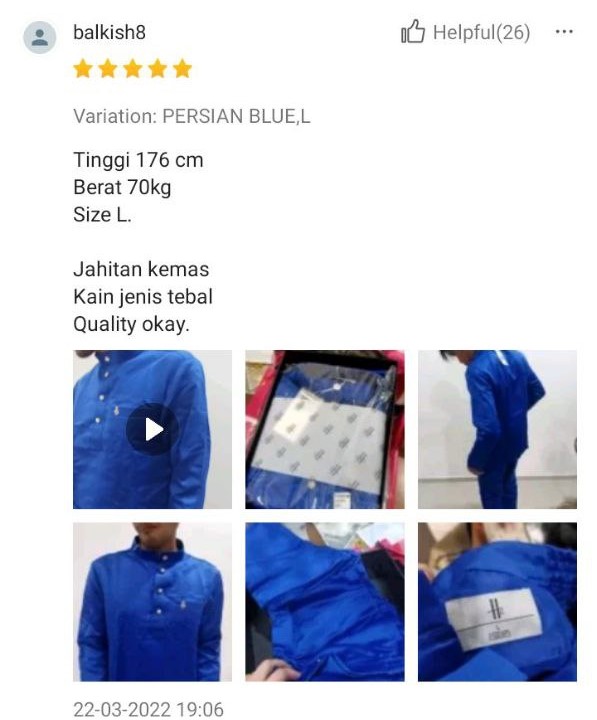 balkish8
Helpful(26)
Variation: PERSIAN BLUE,L
Tinggi 176 cm
Berat 70kg
Size L.
Jahitan kemas
Kain jenis tebal
Quality okay.
22-03-2022 19:06